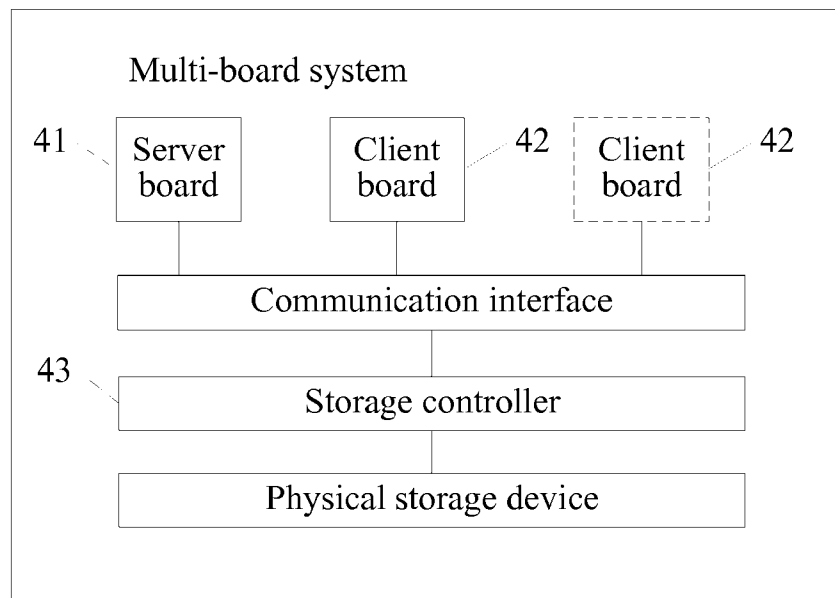 Multi-board system
41
Server
board
Client
board
42
Client
board
42
Communication interface
43
Storage controller
Physical storage device